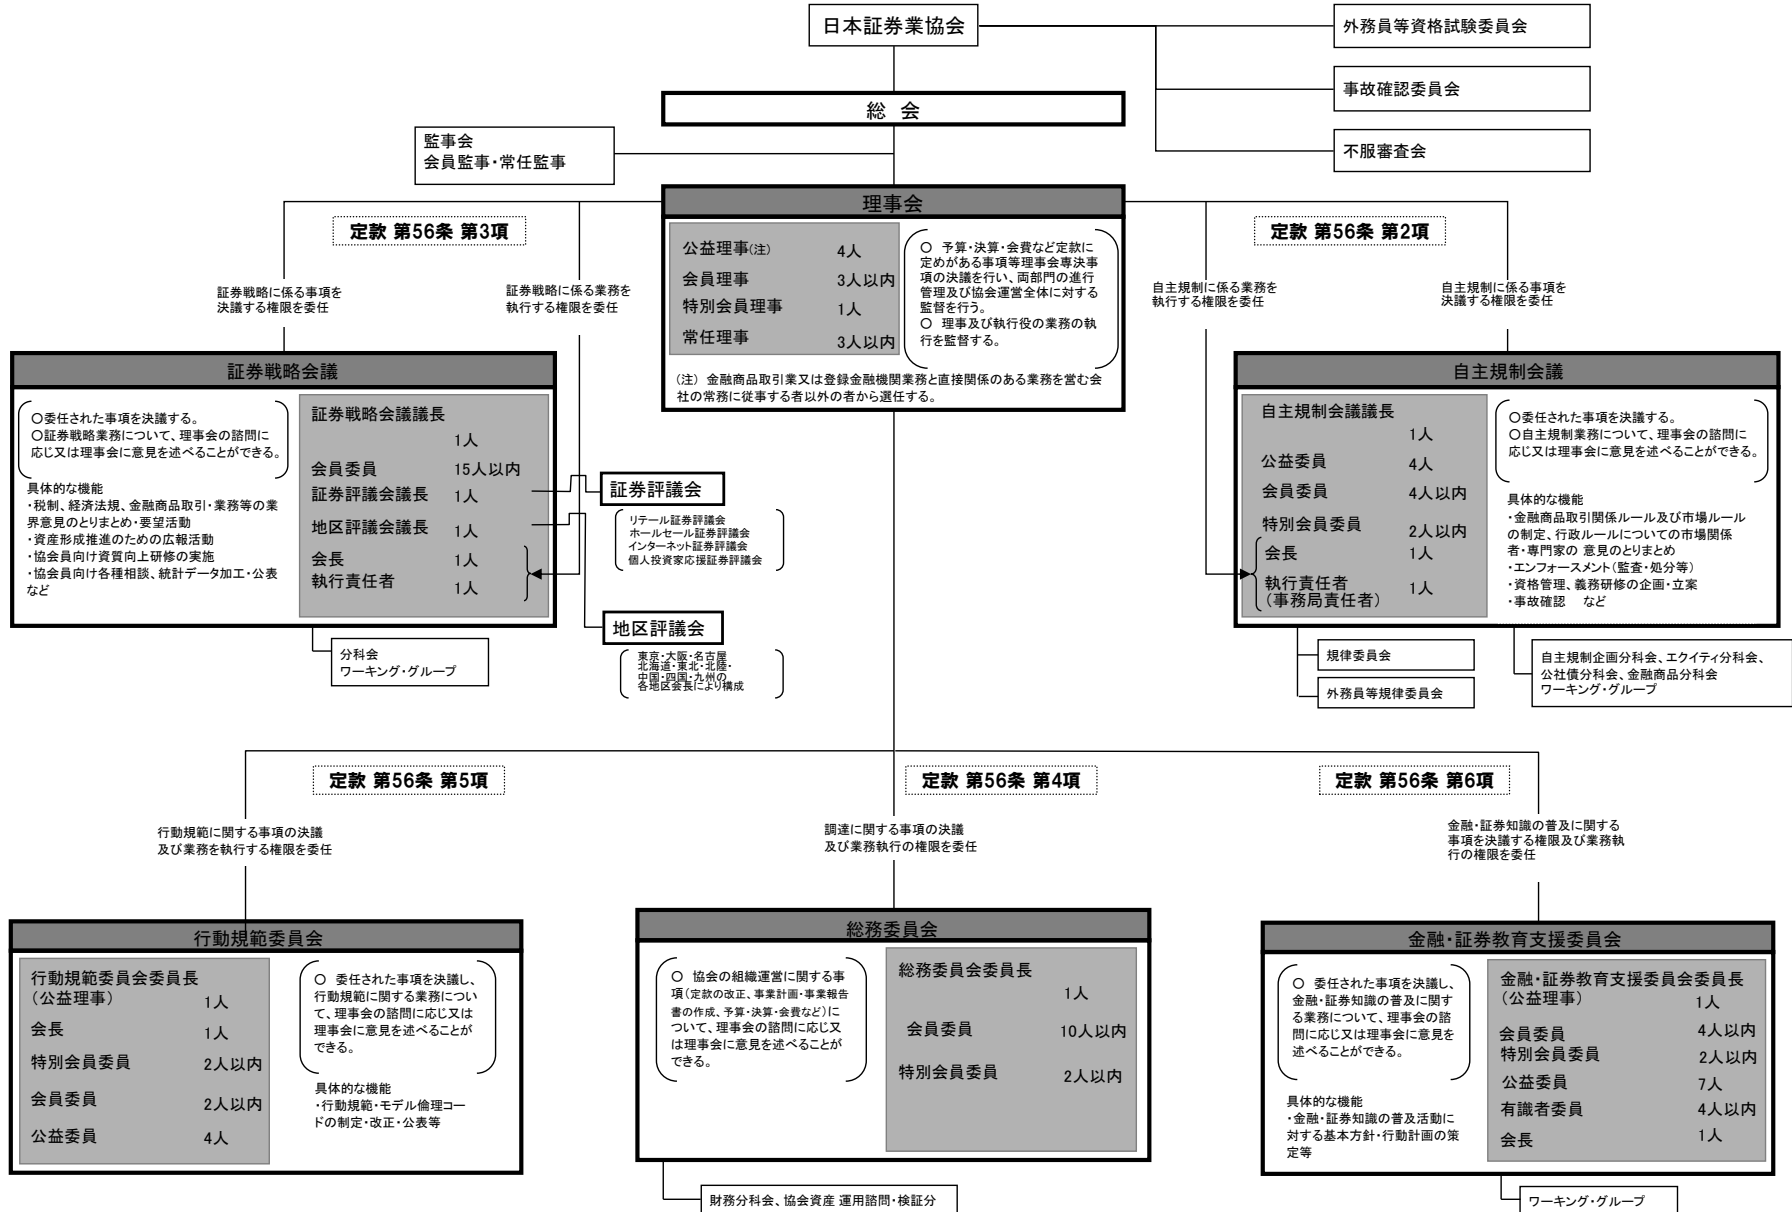 日本証券業協会
外務員等資格試験委員会
事故確認委員会
不服審査会
総 会
監事会
会員監事・常任監事
理事会
公益理事(注) 4人
会員理事 3人以内
特別会員理事 1人
常任理事 3人以内
○ 予算・決算・会費など定款に
定めがある事項等理事会専決事
項の決議を行い、両部門の進行
管理及び協会運営全体に対する
監督を行う。
○ 理事及び執行役の業務の執
行を監督する。
(注) 金融商品取引業又は登録金融機関業務と直接関係のある業務を営む会
社の常務に従事する者以外の者から選任する。
定款 第56条 第3項
証券戦略に係る事項を
決議する権限を委任
証券戦略に係る業務を
執行する権限を委任
定款 第56条 第2項
自主規制に係る業務を
執行する権限を委任
自主規制に係る事項を
決議する権限を委任
証券戦略会議
○委任された事項を決議する。
○証券戦略業務について、理事会の諮問に
応じ又は理事会に意見を述べることができる。
具体的な機能
・税制、経済法規、金融商品取引・業務等の業
界意見のとりまとめ・要望活動
・資産形成推進のための広報活動
・協会員向け資質向上研修の実施
・協会員向け各種相談、統計データ加工・公表
など
証券戦略会議議長
1人
会員委員 15人以内
証券評議会議長 1人
地区評議会議長 1人
会長 1人
執行責任者 1人
分科会
ワーキング・グループ
証券評議会
リテール証券評議会
ホールセール証券評議会
インターネット証券評議会
個人投資家応援証券評議会
地区評議会
東京・大阪・名古屋
北海道・東北・北陸・
中国・四国・九州の
各地区会長により構成
自主規制会議
自主規制会議議長
1人
公益委員 4人
会員委員 4人以内
特別会員委員 2人以内
会長 1人
執行責任者 1人
(事務局責任者)
○委任された事項を決議する。
○自主規制業務について、理事会の諮問に
応じ又は理事会に意見を述べることができる。
具体的な機能
・金融商品取引関係ルール及び市場ルール
の制定、行政ルールについての市場関係
者・専門家の 意見のとりまとめ
・エンフォースメント(監査・処分等)
・資格管理、義務研修の企画・立案
・事故確認 など
規律委員会
外務員等規律委員会
自主規制企画分科会、エクイティ分科会、
公社債分科会、金融商品分科会
ワーキング・グループ
定款 第56条 第5項
行動規範に関する事項の決議
及び業務を執行する権限を委任
定款 第56条 第4項
調達に関する事項の決議
及び業務執行の権限を委任
定款 第56条 第6項
金融・証券知識の普及に関する
事項を決議する権限及び業務執
行の権限を委任
行動規範委員会
行動規範委員会委員長
(公益理事) 1人
会長 1人
特別会員委員 2人以内
会員委員 2人以内
公益委員 4人
○ 委任された事項を決議し、
行動規範に関する業務につい
て、理事会の諮問に応じ又は
理事会に意見を述べることが
できる。
具体的な機能
・行動規範・モデル倫理コー
ドの制定・改正・公表等
総務委員会
○ 協会の組織運営に関する事
項(定款の改正、事業計画・事業報告
書の作成、予算・決算・会費など)に
ついて、理事会の諮問に応じ又
は理事会に意見を述べることが
できる。
総務委員会委員長
1人
会員委員 10人以内
特別会員委員 2人以内
財務分科会、協会資産 運用諮問・検証分
金融・証券教育支援委員会
○ 委任された事項を決議し、
金融・証券知識の普及に関す
る業務について、理事会の諮
問に応じ又は理事会に意見を
述べることができる。
具体的な機能
・金融・証券知識の普及活動に
対する基本方針・行動計画の策
定等
金融・証券教育支援委員会委員長
(公益理事) 1人
会員委員 4人以内
特別会員委員 2人以内
公益委員 7人
有識者委員 4人以内
会長 1人
ワーキング・グループ